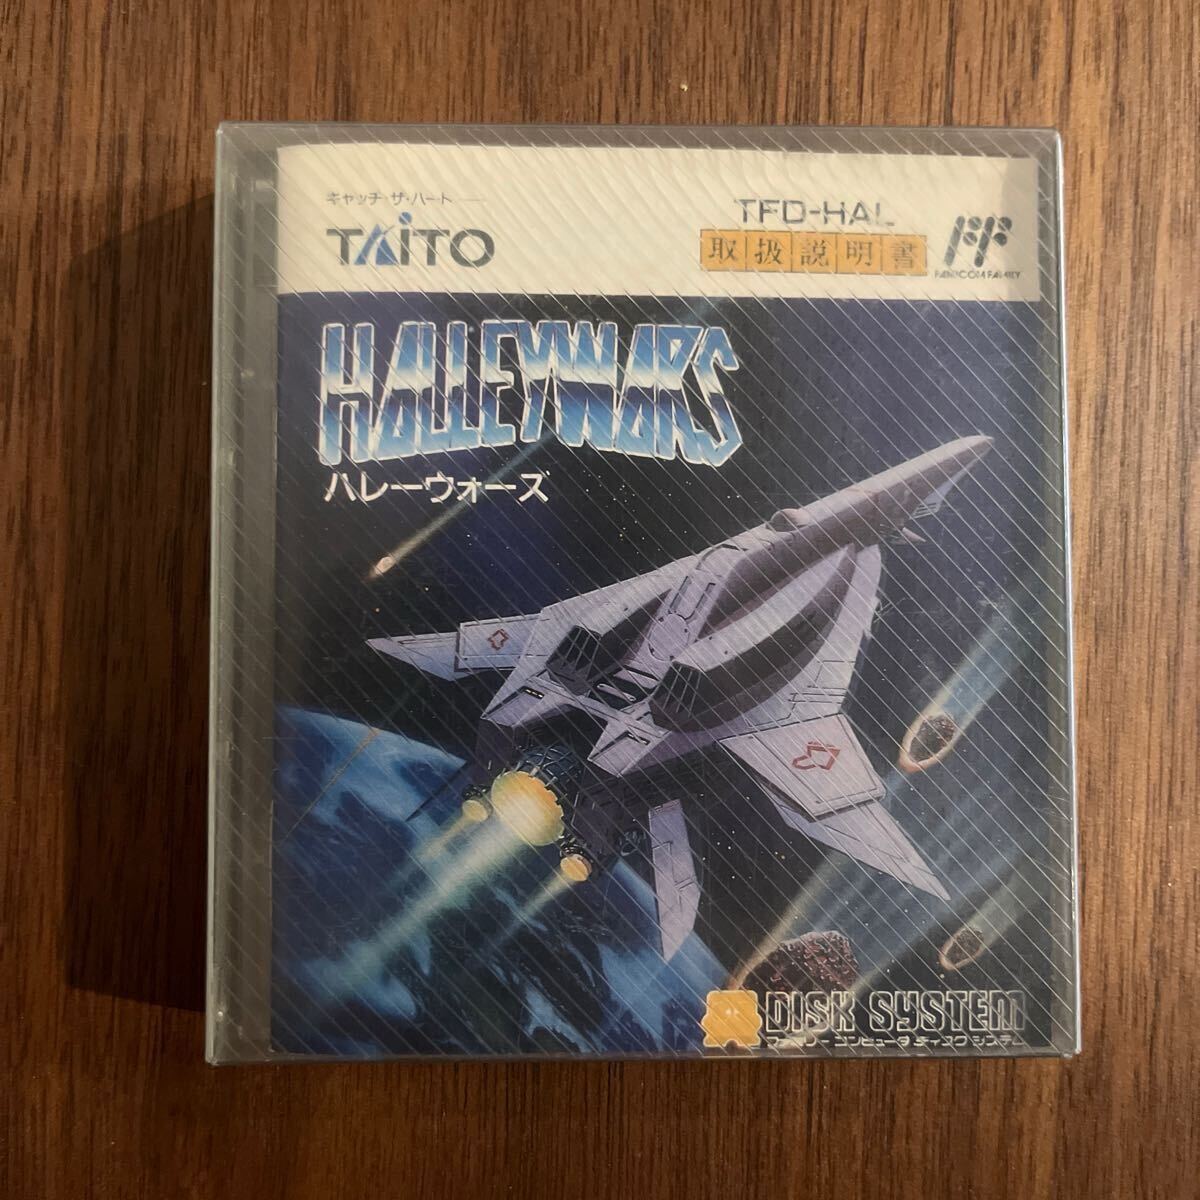 キャッチ・ザ・ハート
TAITO
TFD-HAL
取扱説明書
FAMICOM FAMILY
HALLEYWARS
ハレーウォーズ
DISK SYSTEM
ファミリー コンピュータ ディスク システム